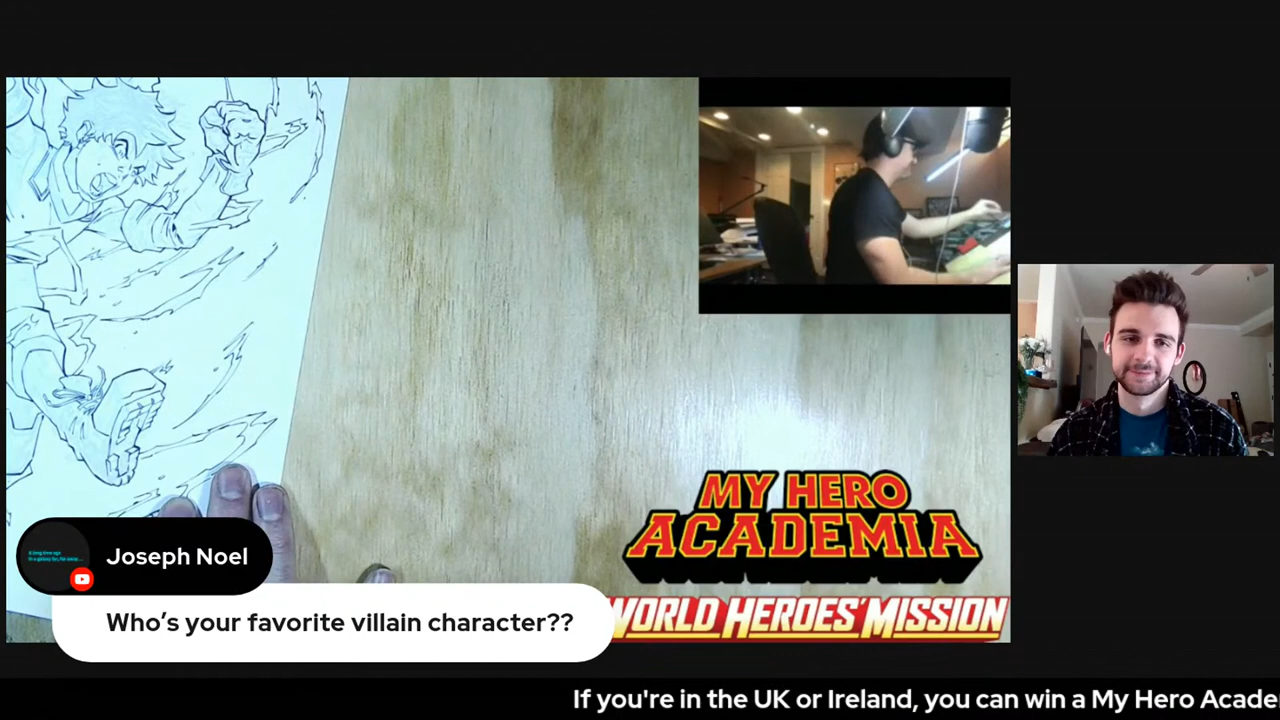 Joseph Noel
Who's your favorite villain character??
MY HERO
ACADEMIA
WORLD HEROES' MISSION
If you're in the UK or Ireland, you can win a My Hero Acade